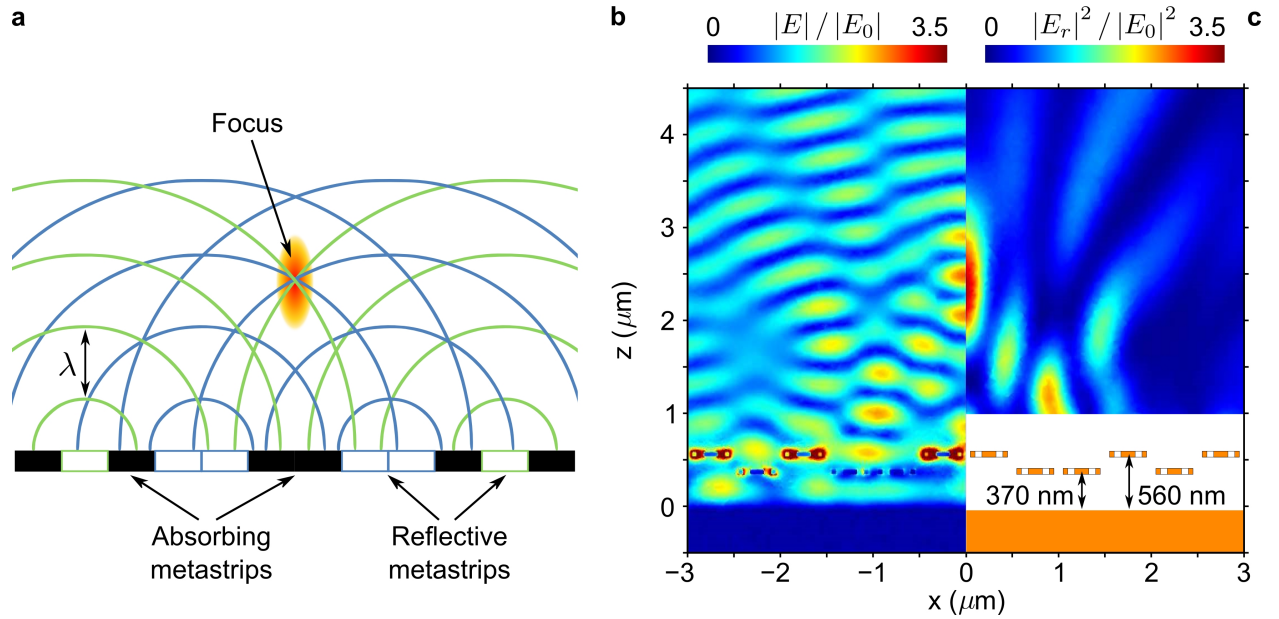 a
Focus
λ
Absorbing
metastrips
Reflective
metastrips
b
0 |E| / |E₀| 3.5
0 |Eᵣ|² / |E₀|² 3.5
c
z (μm)
4
3
2
1
0
370 nm
560 nm
−3 −2 −1 0 1 2 3
x (μm)